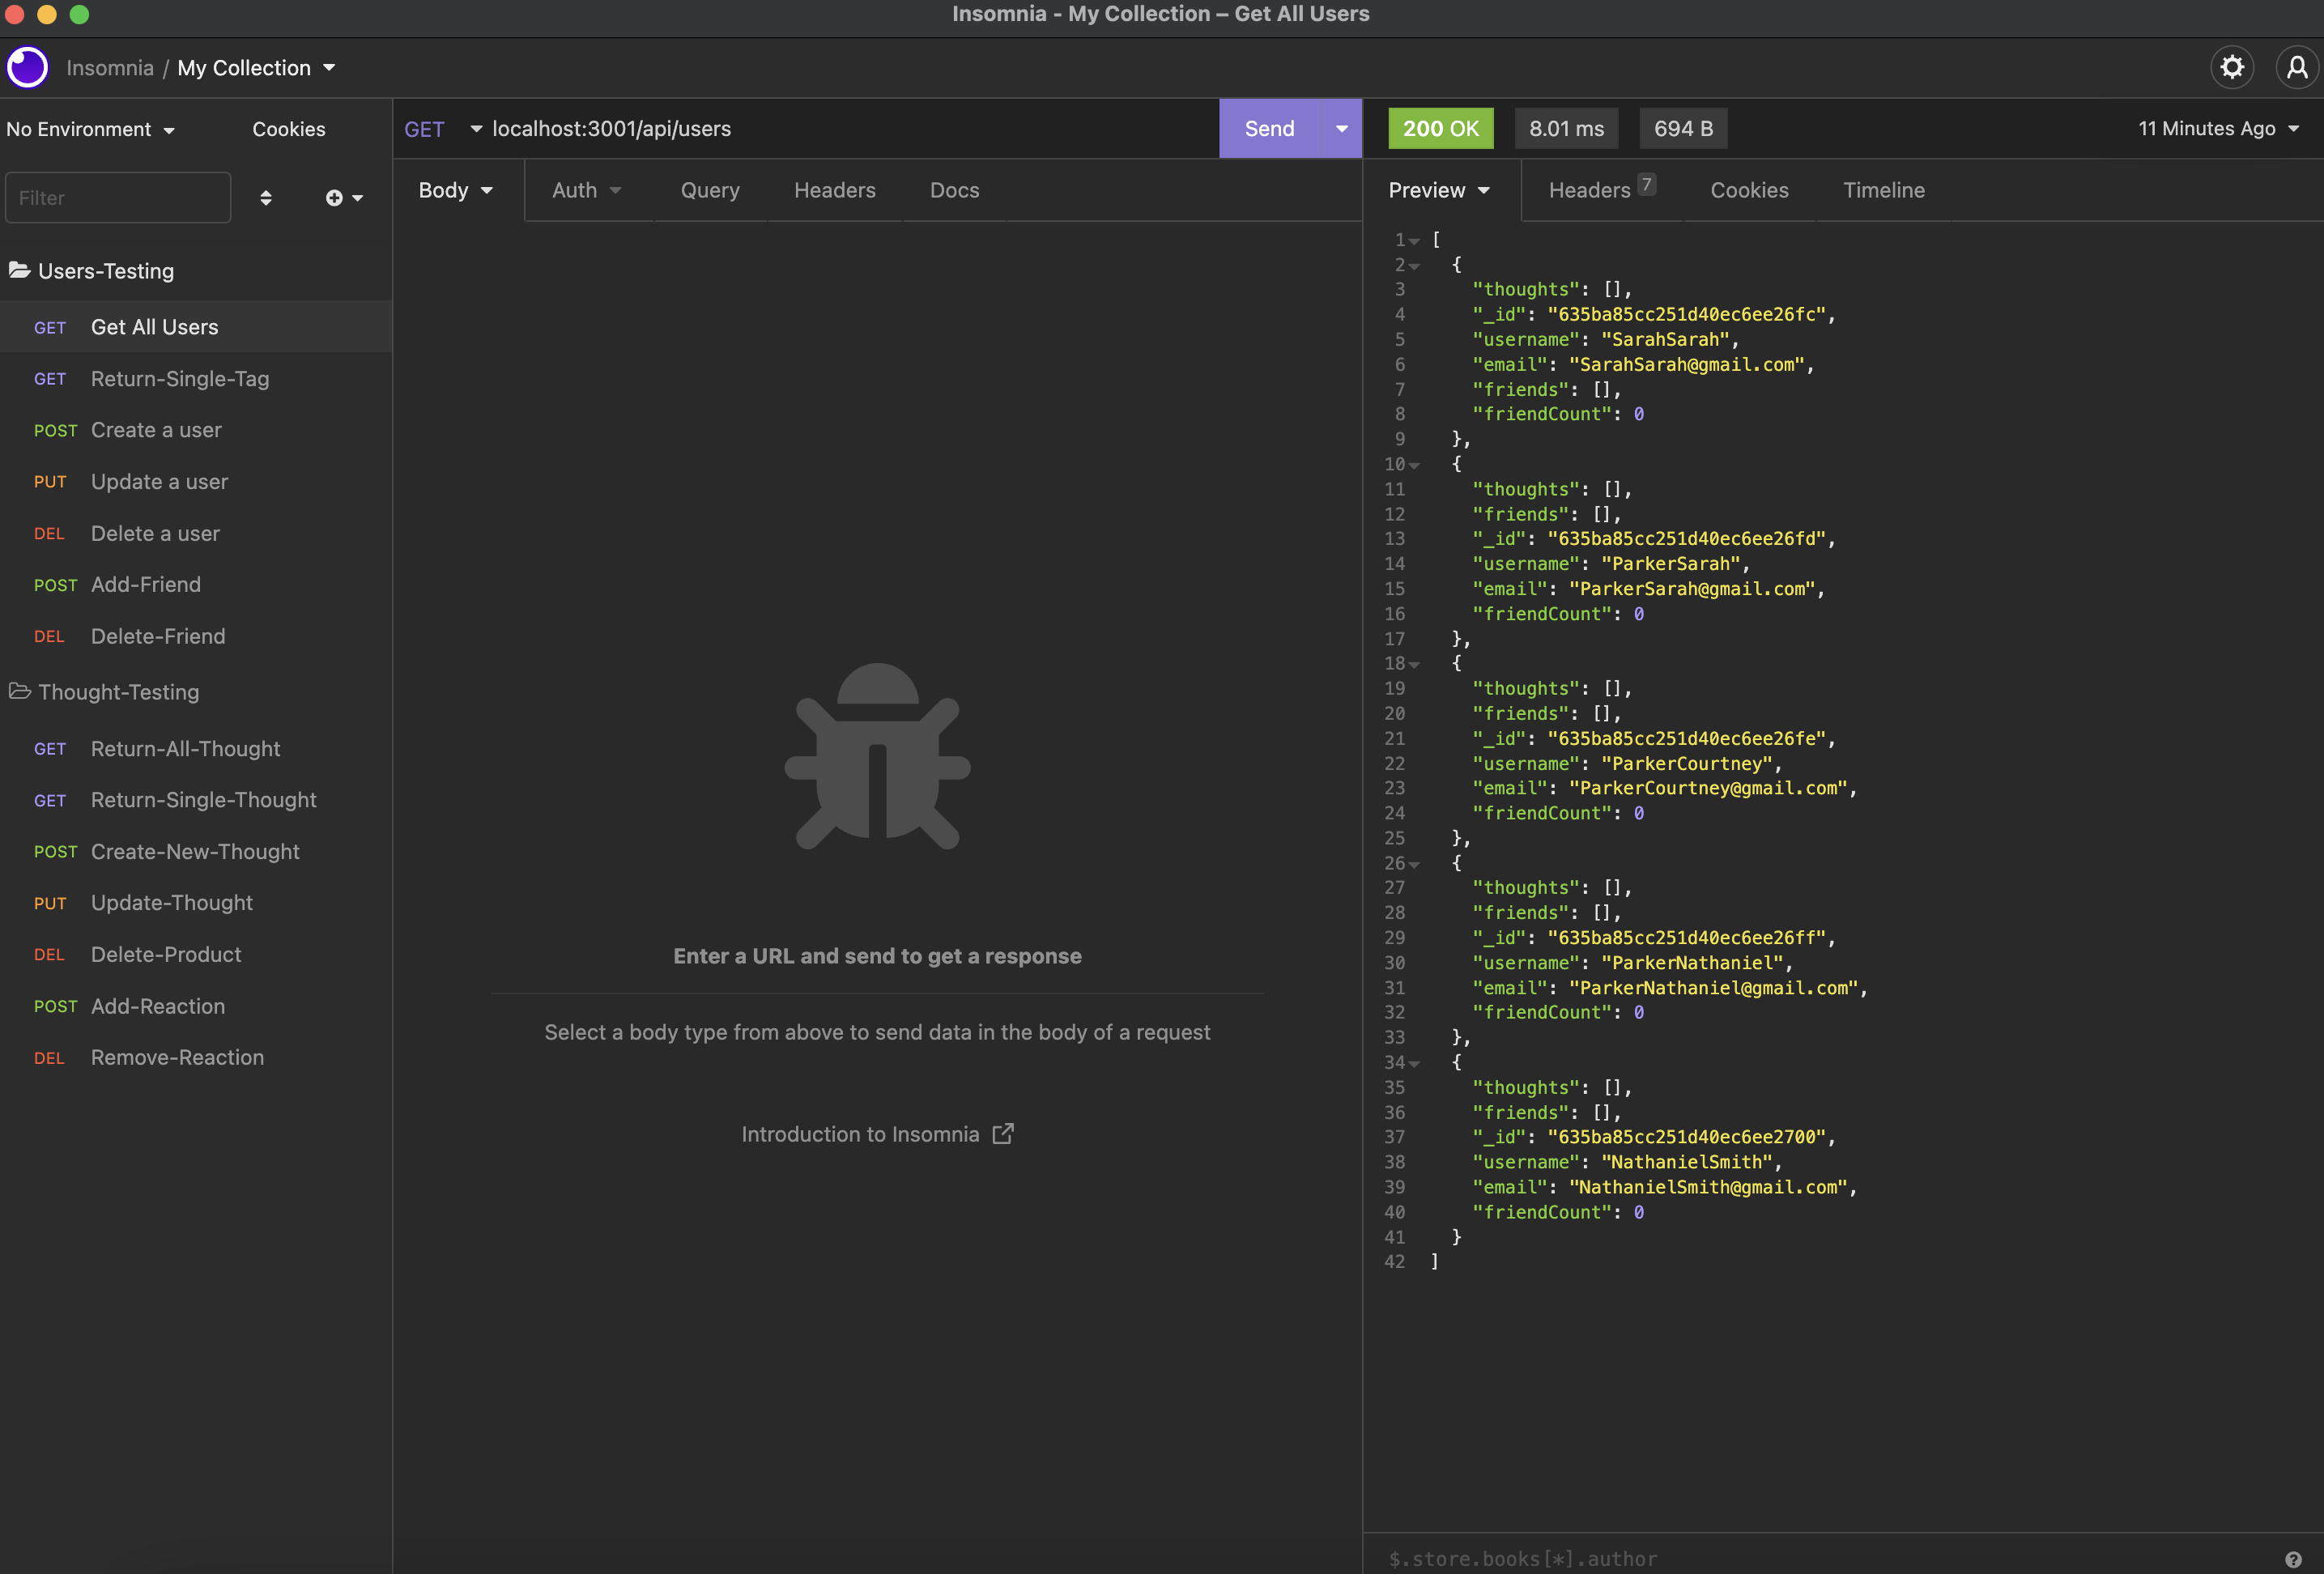 Insomnia - My Collection – Get All Users
Insomnia / My Collection
No Environment
Cookies
Filter
Users-Testing
GET Get All Users
GET Return-Single-Tag
POST Create a user
PUT Update a user
DEL Delete a user
POST Add-Friend
DEL Delete-Friend
Thought-Testing
GET Return-All-Thought
GET Return-Single-Thought
POST Create-New-Thought
PUT Update-Thought
DEL Delete-Product
POST Add-Reaction
DEL Remove-Reaction
GET localhost:3001/api/users Send
Body Auth Query Headers Docs
Enter a URL and send to get a response
Select a body type from above to send data in the body of a request
Introduction to Insomnia
200 OK 8.01 ms 694 B 11 Minutes Ago
Preview Headers 7 Cookies Timeline
1 [
2 {
3 "thoughts": [],
4 "_id": "635ba85cc251d40ec6ee26fc",
5 "username": "SarahSarah",
6 "email": "SarahSarah@gmail.com",
7 "friends": [],
8 "friendCount": 0
9 },
10 {
11 "thoughts": [],
12 "friends": [],
13 "_id": "635ba85cc251d40ec6ee26fd",
14 "username": "ParkerSarah",
15 "email": "ParkerSarah@gmail.com",
16 "friendCount": 0
17 },
18 {
19 "thoughts": [],
20 "friends": [],
21 "_id": "635ba85cc251d40ec6ee26fe",
22 "username": "ParkerCourtney",
23 "email": "ParkerCourtney@gmail.com",
24 "friendCount": 0
25 },
26 {
27 "thoughts": [],
28 "friends": [],
29 "_id": "635ba85cc251d40ec6ee26ff",
30 "username": "ParkerNathaniel",
31 "email": "ParkerNathaniel@gmail.com",
32 "friendCount": 0
33 },
34 {
35 "thoughts": [],
36 "friends": [],
37 "_id": "635ba85cc251d40ec6ee2700",
38 "username": "NathanielSmith",
39 "email": "NathanielSmith@gmail.com",
40 "friendCount": 0
41 }
42 ]
$.store.books[*].author